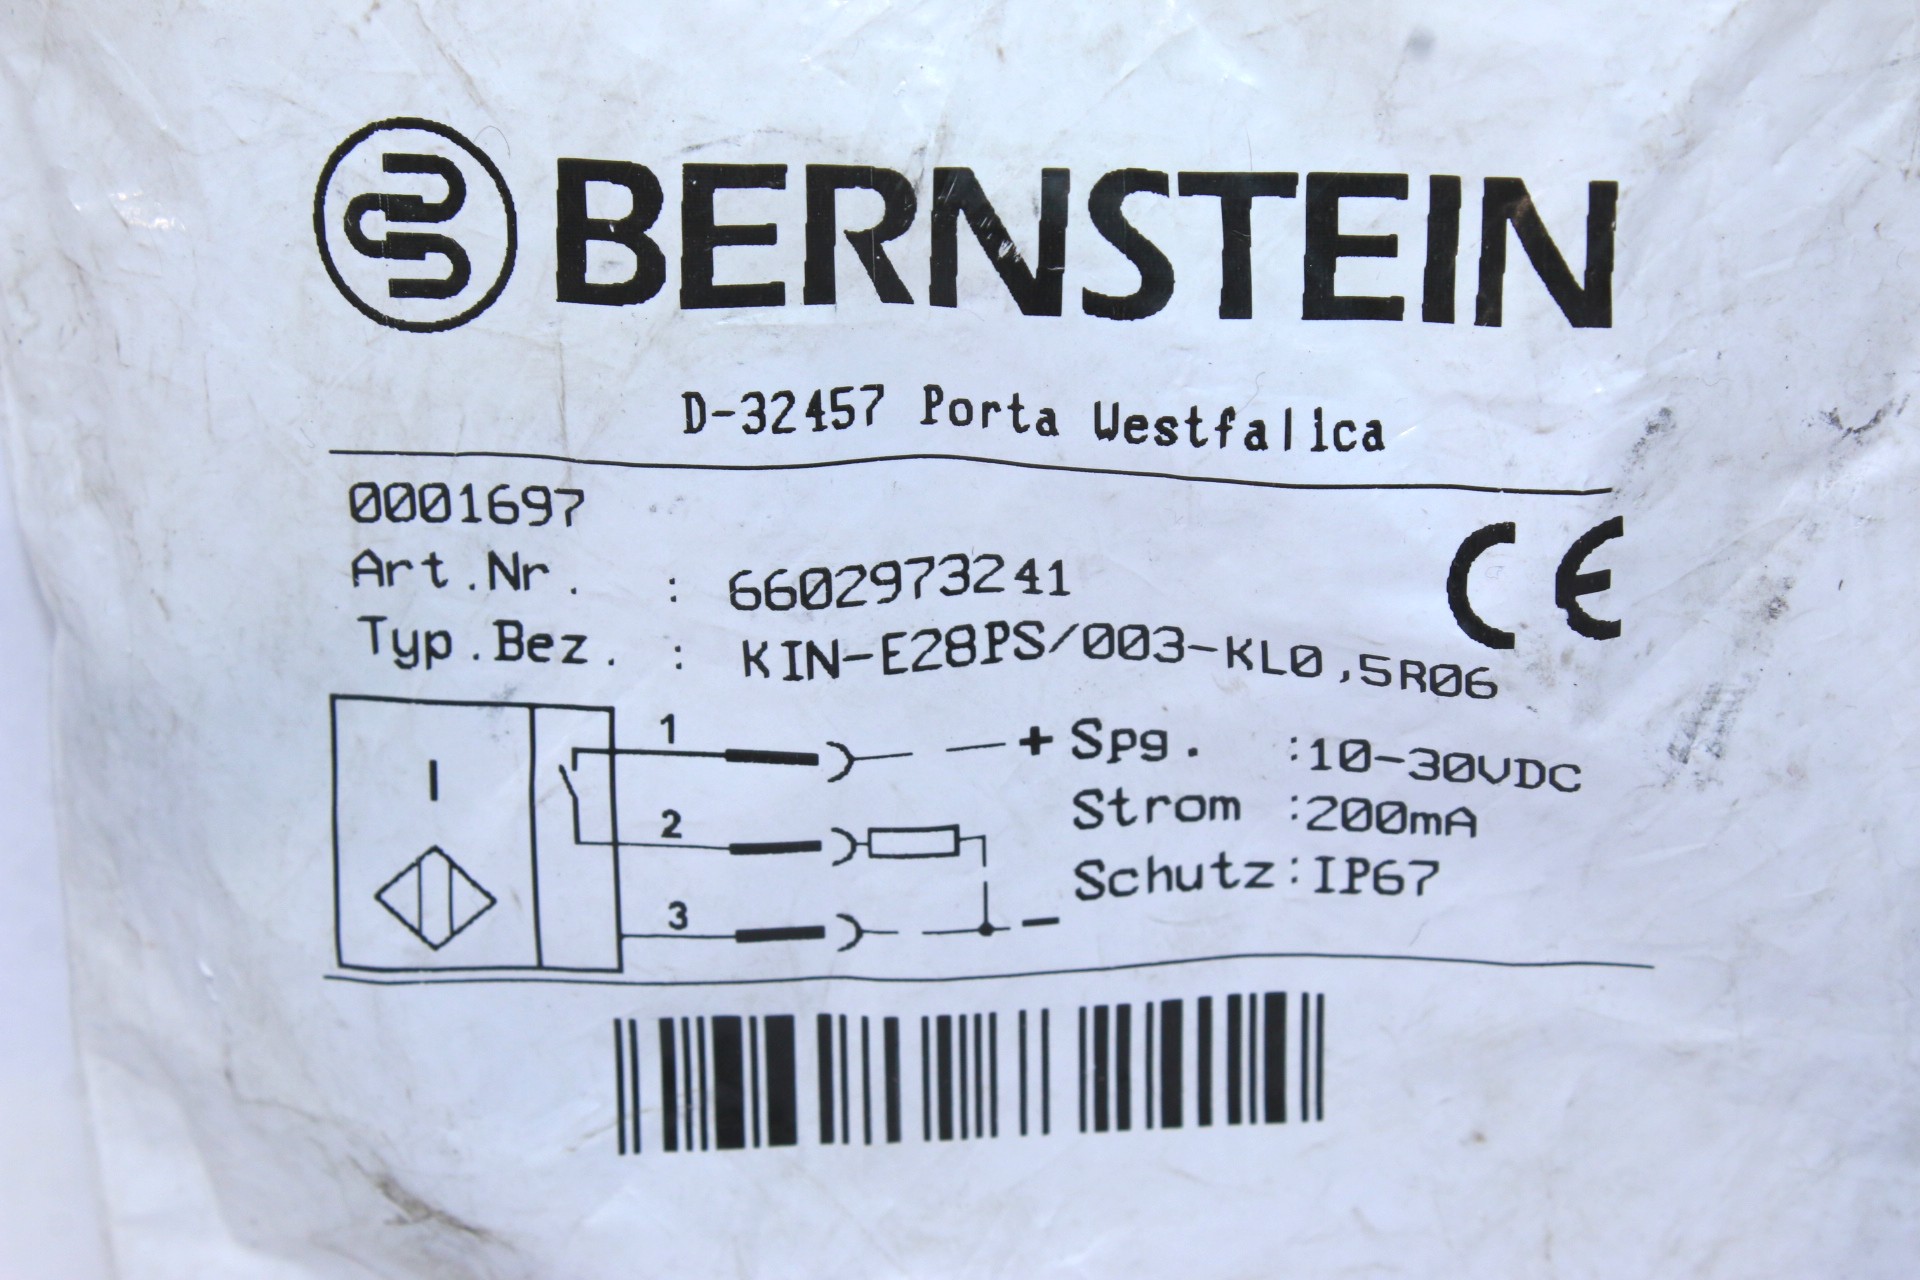 BERNSTEIN
D-32457 Porta Westfalica
0001697
CE
Art.Nr. : 6602973241
Typ.Bez. : KIN-E28PS/003-KL0,5R06
I
1
+
2
3
-
Spg. :10-30VDC
Strom :200mA
Schutz:IP67